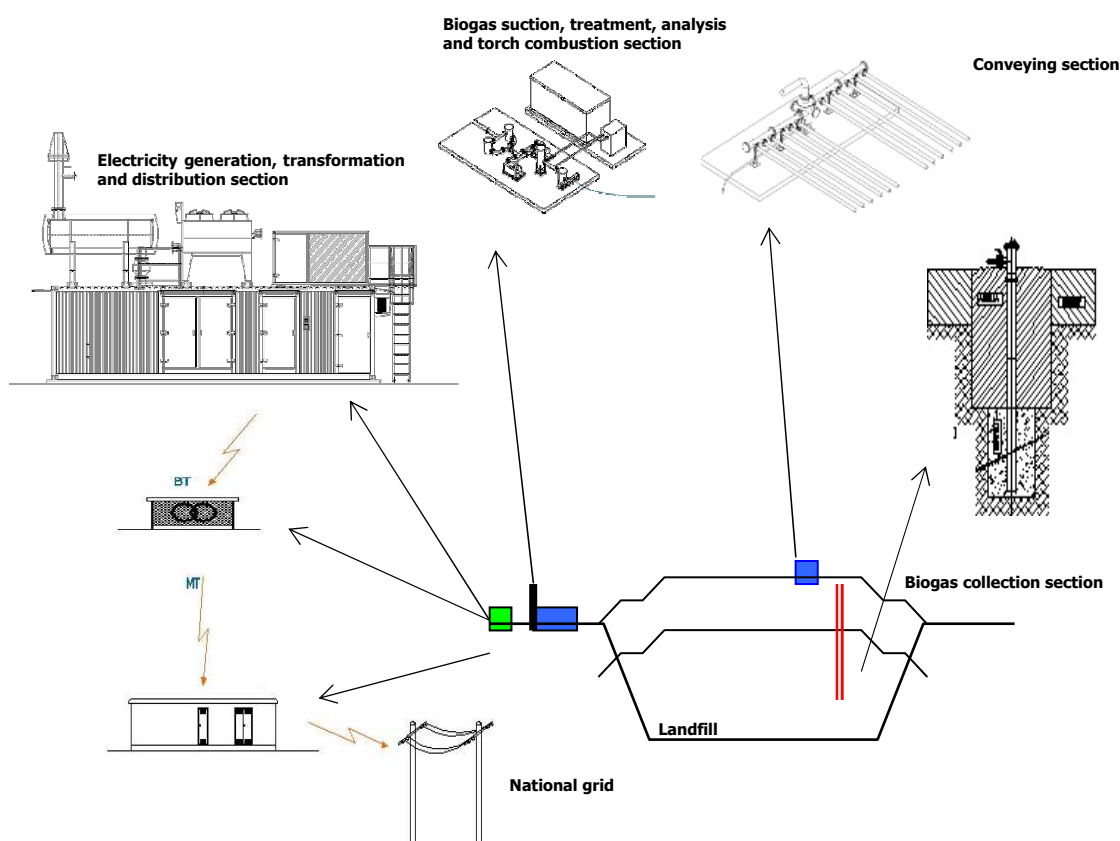 Biogas suction, treatment, analysis
and torch combustion section
Conveying section
Electricity generation, transformation
and distribution section
BT
MT
Biogas collection section
Landfill
National grid